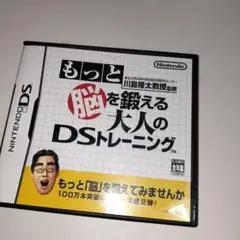 Nintendo
川島隆太教授監修
もっと
脳を鍛える
大人の
DSトレーニング
NINTENDO DS
もっと「脳」を鍛えてみませんか